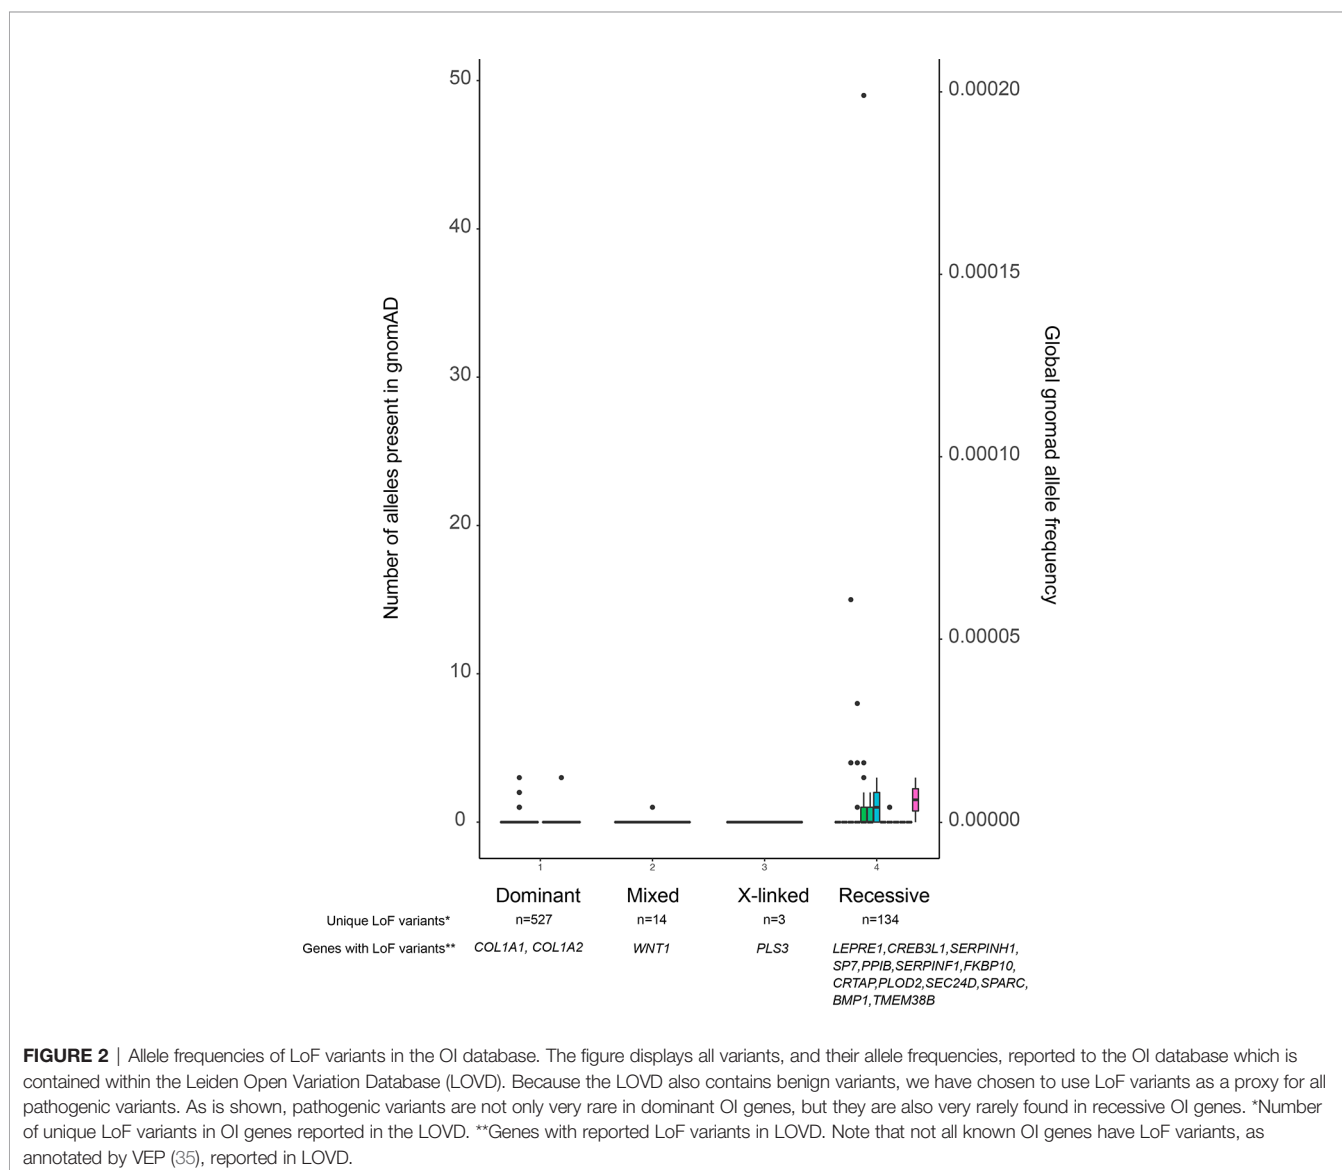 50
40
30
20
10
0
Number of alleles present in gnomAD
0.00020
0.00015
0.00010
0.00005
0.00000
Global gnomad allele frequency
1 2 3 4
Dominant Mixed X-linked Recessive
Unique LoF variants* n=527 n=14 n=3 n=134
Genes with LoF variants** COL1A1, COL1A2 WNT1 PLS3 LEPRE1,CREB3L1,SERPINH1,
SP7,PPIB,SERPINF1,FKBP10,
CRTAP,PLOD2,SEC24D,SPARC,
BMP1,TMEM38B
FIGURE 2 | Allele frequencies of LoF variants in the OI database. The figure displays all variants, and their allele frequencies, reported to the OI database which is
contained within the Leiden Open Variation Database (LOVD). Because the LOVD also contains benign variants, we have chosen to use LoF variants as a proxy for all
pathogenic variants. As is shown, pathogenic variants are not only very rare in dominant OI genes, but they are also very rarely found in recessive OI genes. *Number
of unique LoF variants in OI genes reported in the LOVD. **Genes with reported LoF variants in LOVD. Note that not all known OI genes have LoF variants, as
annotated by VEP (35), reported in LOVD.